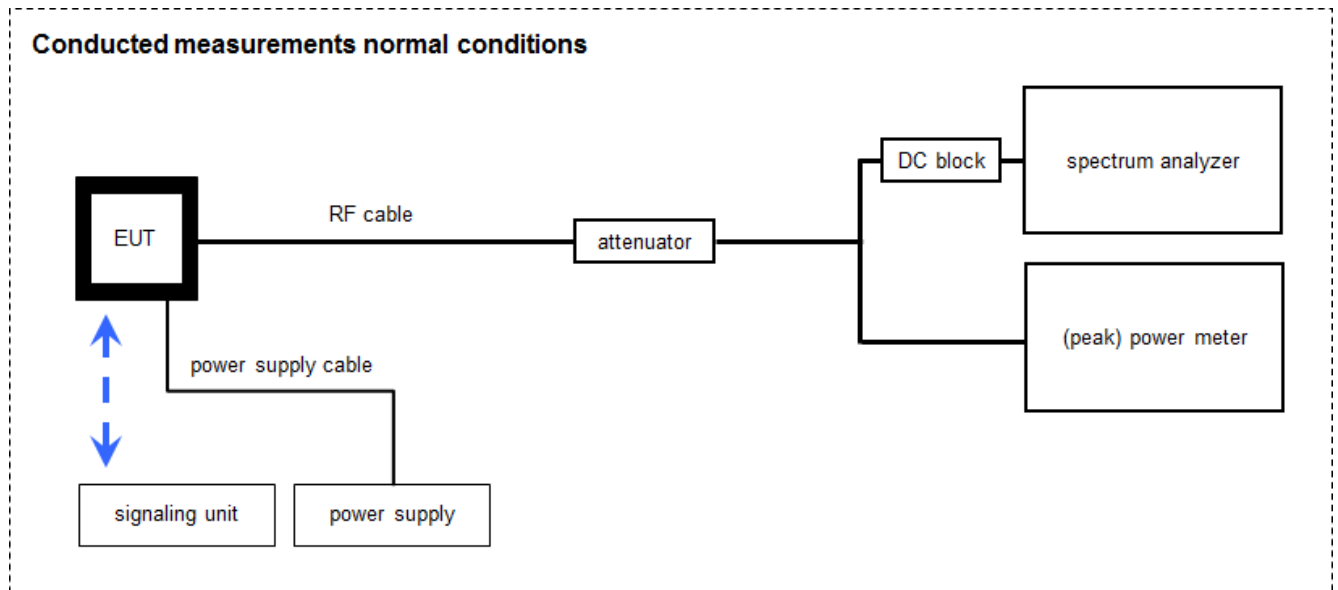 Conducted measurements normal conditions
DC block
spectrum analyzer
RF cable
EUT
attenuator
(peak) power meter
power supply cable
signaling unit
power supply